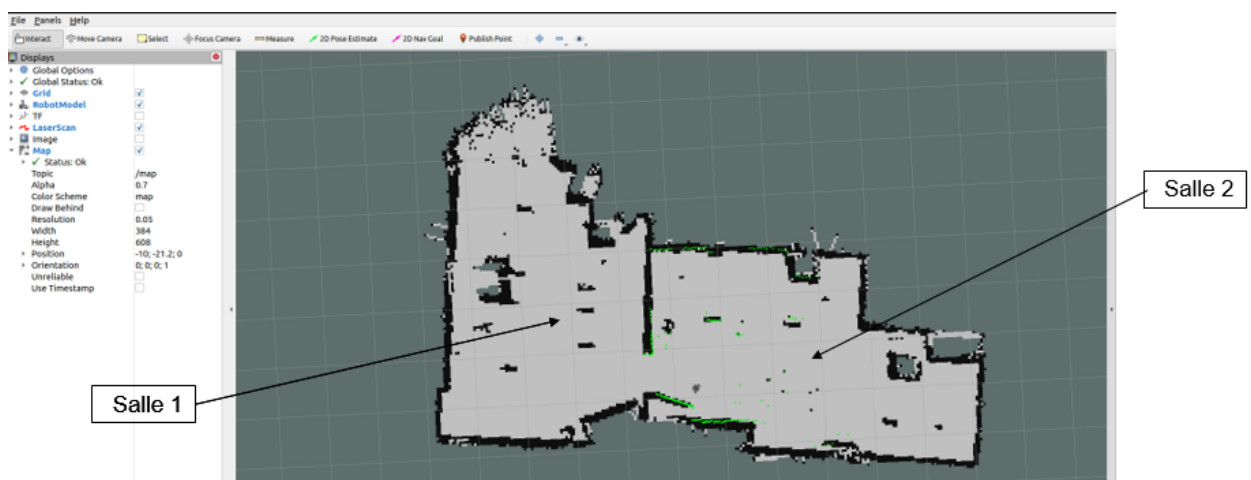 File Panels Help
Interact Move Camera Select Focus Camera Measure 2D Pose Estimate 2D Nav Goal Publish Point
Displays
Global Options
Global Status: Ok
Grid
RobotModel
TF
LaserScan
Image
Map
Status: Ok
Topic /map
Alpha 0.7
Color Scheme map
Draw Behind
Resolution 0.05
Width 384
Height 608
Position -10; -21.2; 0
Orientation 0; 0; 0; 1
Unreliable
Use Timestamp
Salle 2
Salle 1